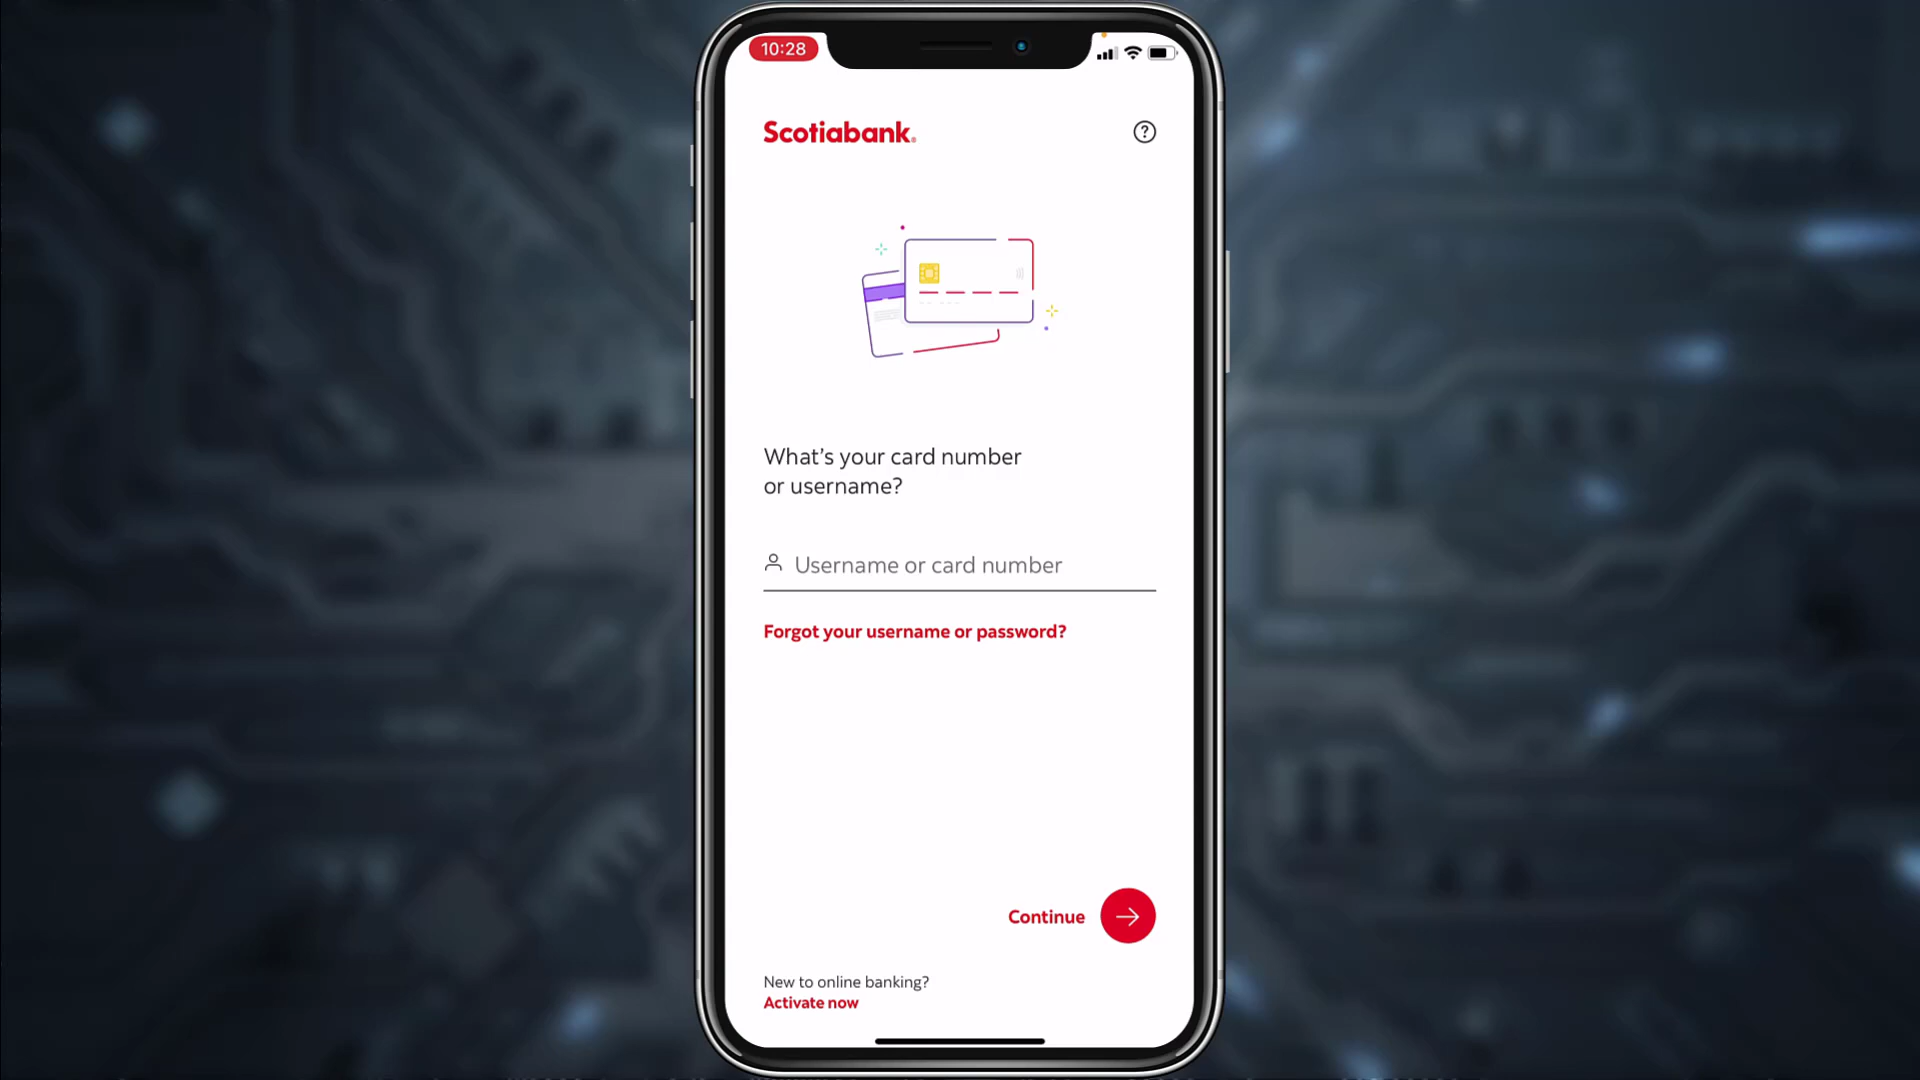 10:28
Scotiabank.
What's your card number
or username?
Username or card number
Forgot your username or password?
Continue
New to online banking?
Activate now